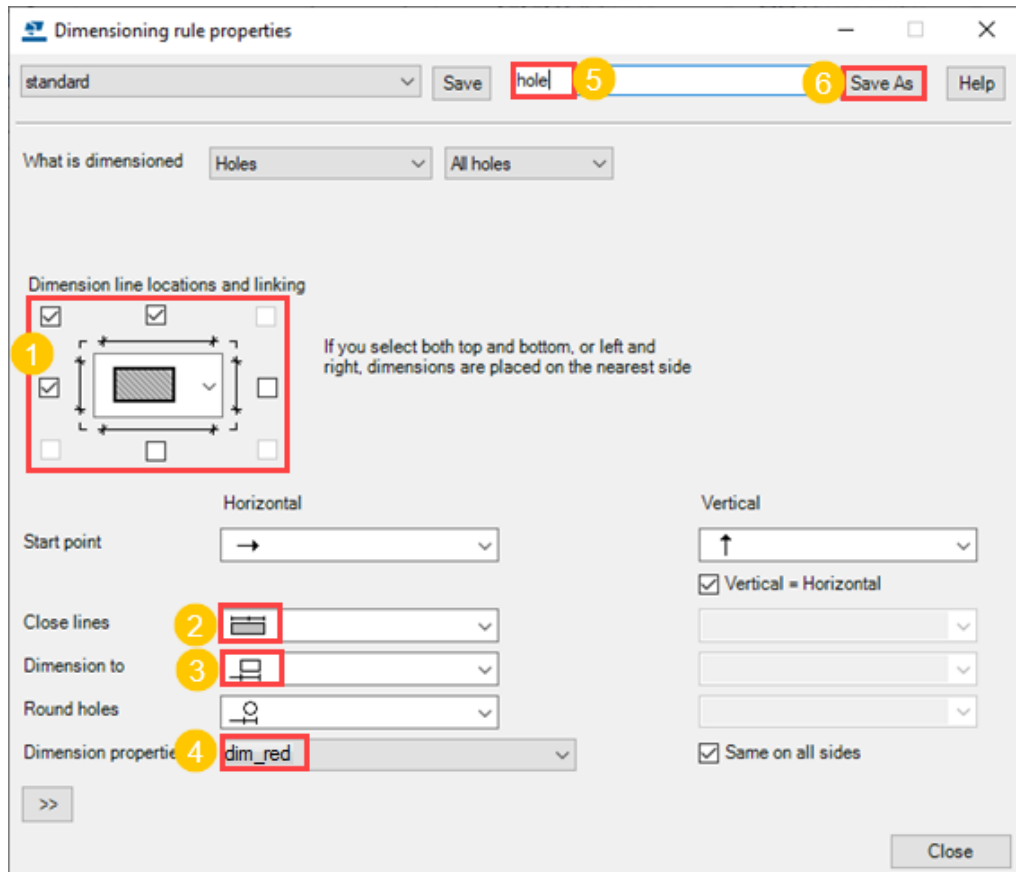 Dimensioning rule properties
standard Save hole 5 6 Save As Help
What is dimensioned Holes All holes
Dimension line locations and linking
1
If you select both top and bottom, or left and
right, dimensions are placed on the nearest side
Horizontal Vertical
Start point
Vertical = Horizontal
Close lines 2
Dimension to 3
Round holes
Dimension propertie 4 dim_red Same on all sides
>>
Close